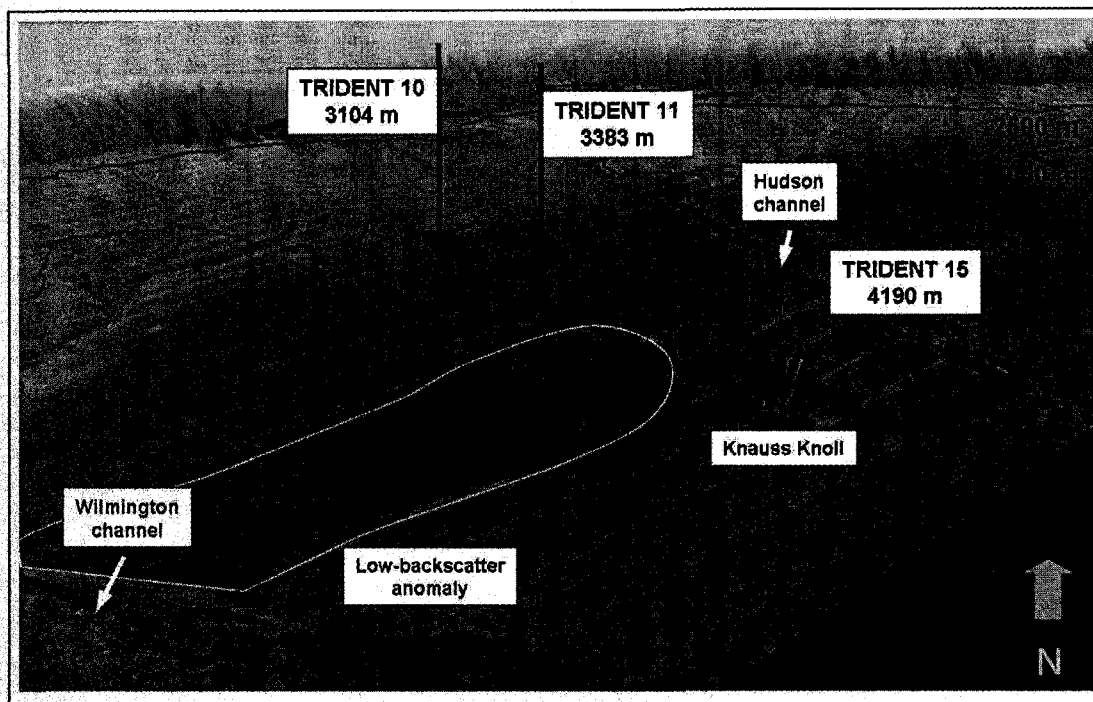 TRIDENT 10
3104 m
TRIDENT 11
3383 m
Hudson
channel
TRIDENT 15
4190 m
Knauss Knoll
Wilmington
channel
Low-backscatter
anomaly
N